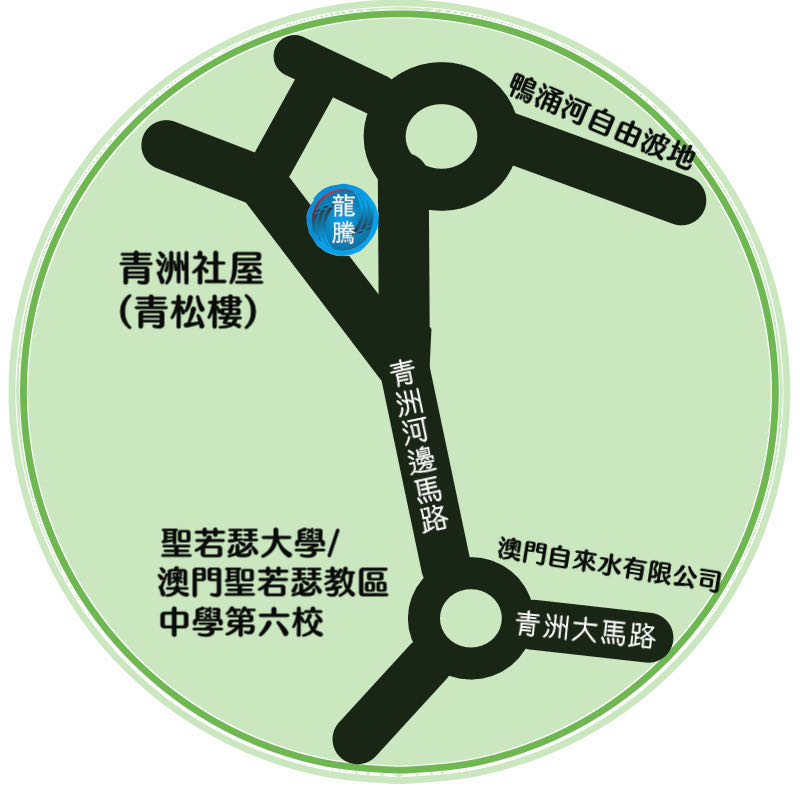 鴨涌河自由波地
龍
騰
青洲社屋
(青松樓)
青洲河邊馬路
聖若瑟大學/
澳門聖若瑟教區
中學第六校
澳門自來水有限公司
青洲大馬路